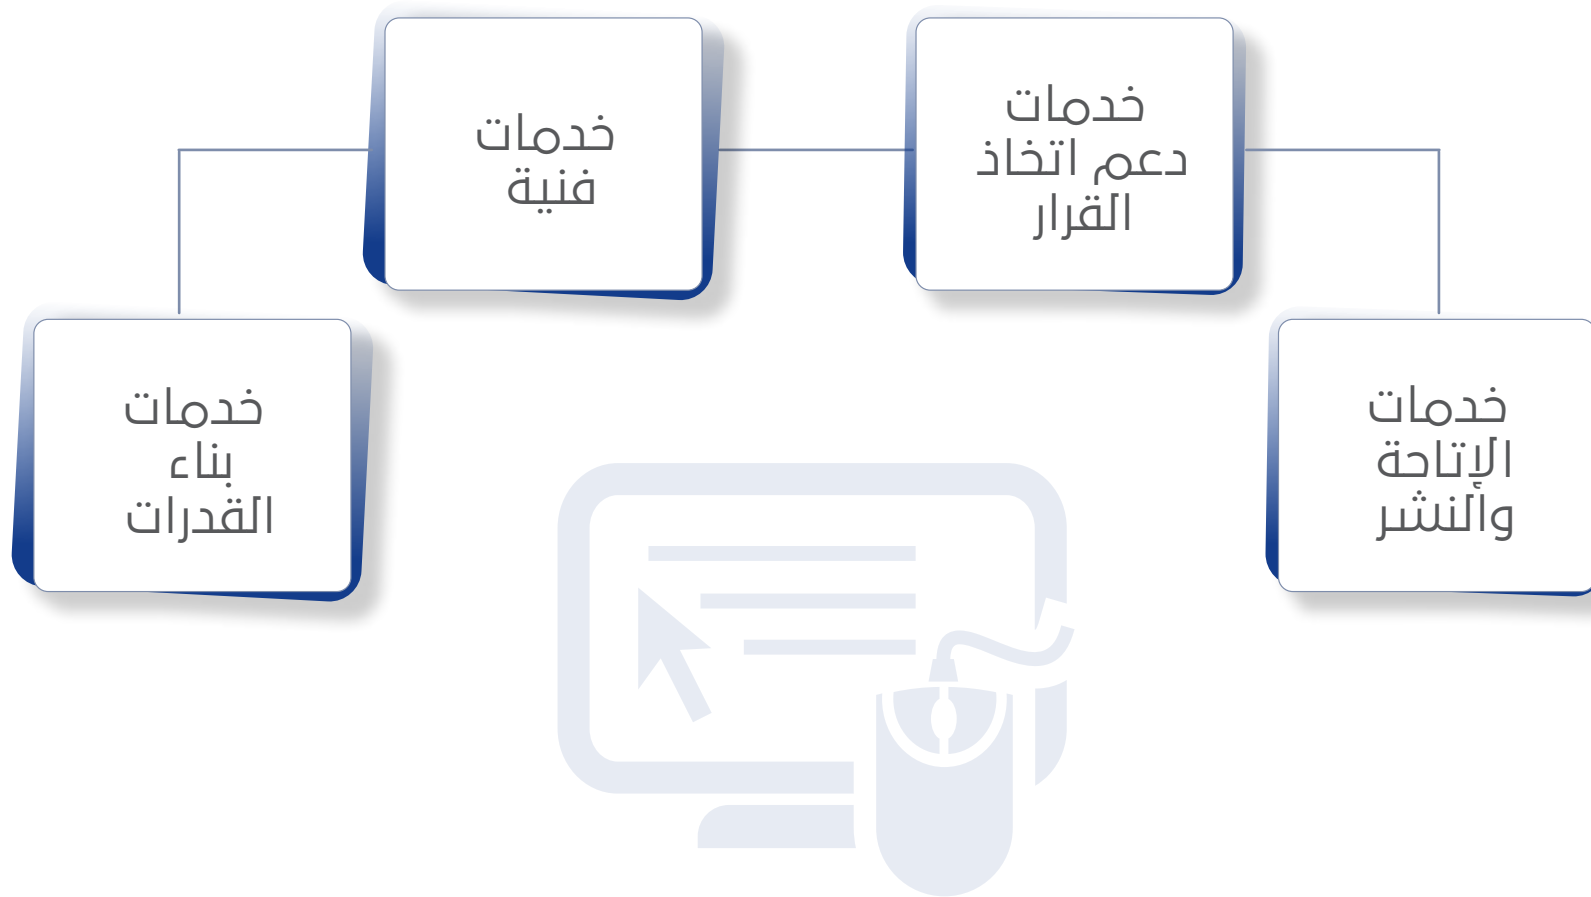 خدمات
دعم اتخاذ
القرار
خدمات
فنية
خدمات
الإتاحة
والنشر
خدمات
بناء
القدرات